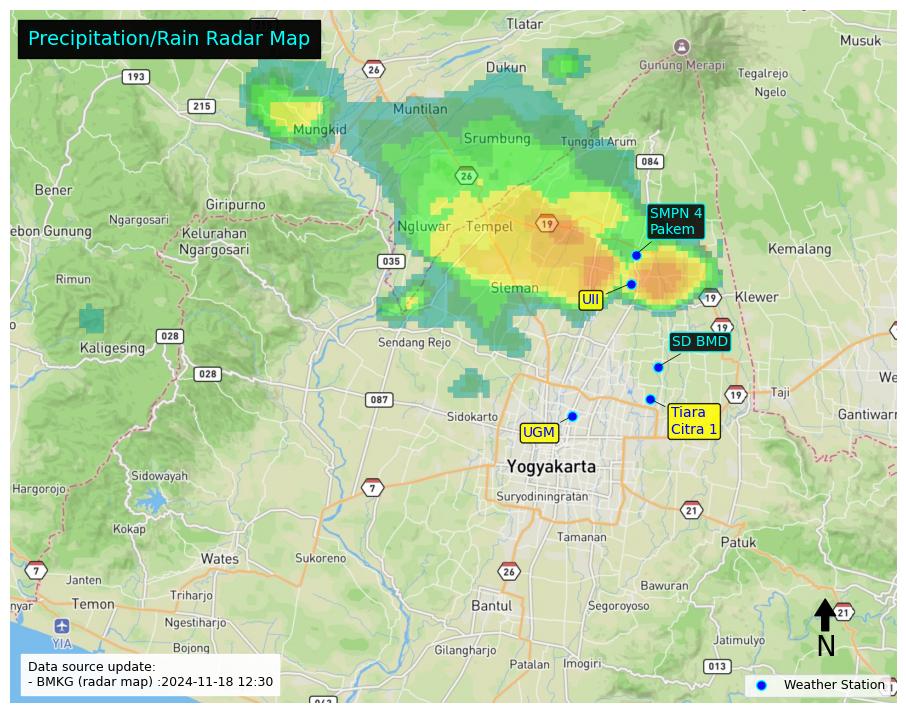 Precipitation/Rain Radar Map
Tlatar
Musuk
26
Dukun
Gunung Merapi
193
Tegalrejo
Ngelo
215
Muntilan
Mungkid
Srumbung
Tunggal Arum
084
26
Bener
Giripurno
SMPN 4
Pakem
Ngargosari
Ngluwar
Tempel
19
ebon Gunung
Kelurahan
Ngargosari
Kemalang
035
Rimun
Sleman
UII
19
Klewer
19
028
Sendang Rejo
SD BMD
Kaligesing
028
We
087
19
Taji
Sidokarto
Tiara
Citra 1
Gantiwarn
UGM
Yogyakarta
Sidowayah
Hargorojo
7
Suryodiningratan
21
Kokap
Tamanan
Patuk
Wates
Sukoreno
7
26
Janten
Bawuran
Triharjo
nyar
Temon
Bantul
Segoroyoso
21
Ngestiharjo
YIA
N
Jatimulyo
Bojong
Gilangharjo
Data source update:
- BMKG (radar map) :2024-11-18 12:30
Patalan
Imogiri
013
Weather Station